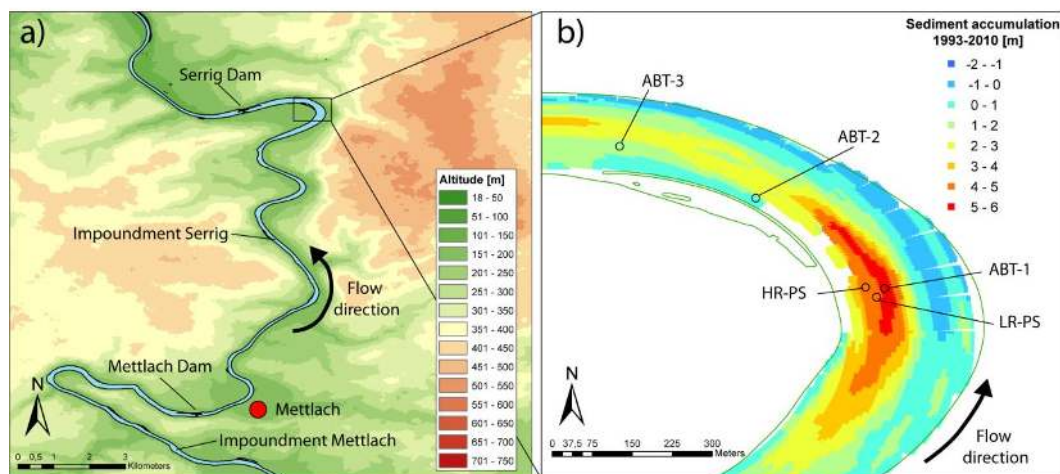 a)
Serrig Dam
Impoundment Serrig
Flow
direction
Mettlach Dam
Mettlach
Impoundment Mettlach
N
0 0,5 1 2 3
Kilometers
Altitude [m]
18 - 50
51 - 100
101 - 150
151 - 200
201 - 250
251 - 300
301 - 350
351 - 400
401 - 450
451 - 500
501 - 550
551 - 600
601 - 650
651 - 700
701 - 750
b)
Sediment accumulation
1993-2010 [m]
-2 - -1
-1 - 0
0 - 1
1 - 2
2 - 3
3 - 4
4 - 5
5 - 6
ABT-3
ABT-2
ABT-1
HR-PS
LR-PS
N
0 37,5 75 150 225 300
Meters
Flow
direction